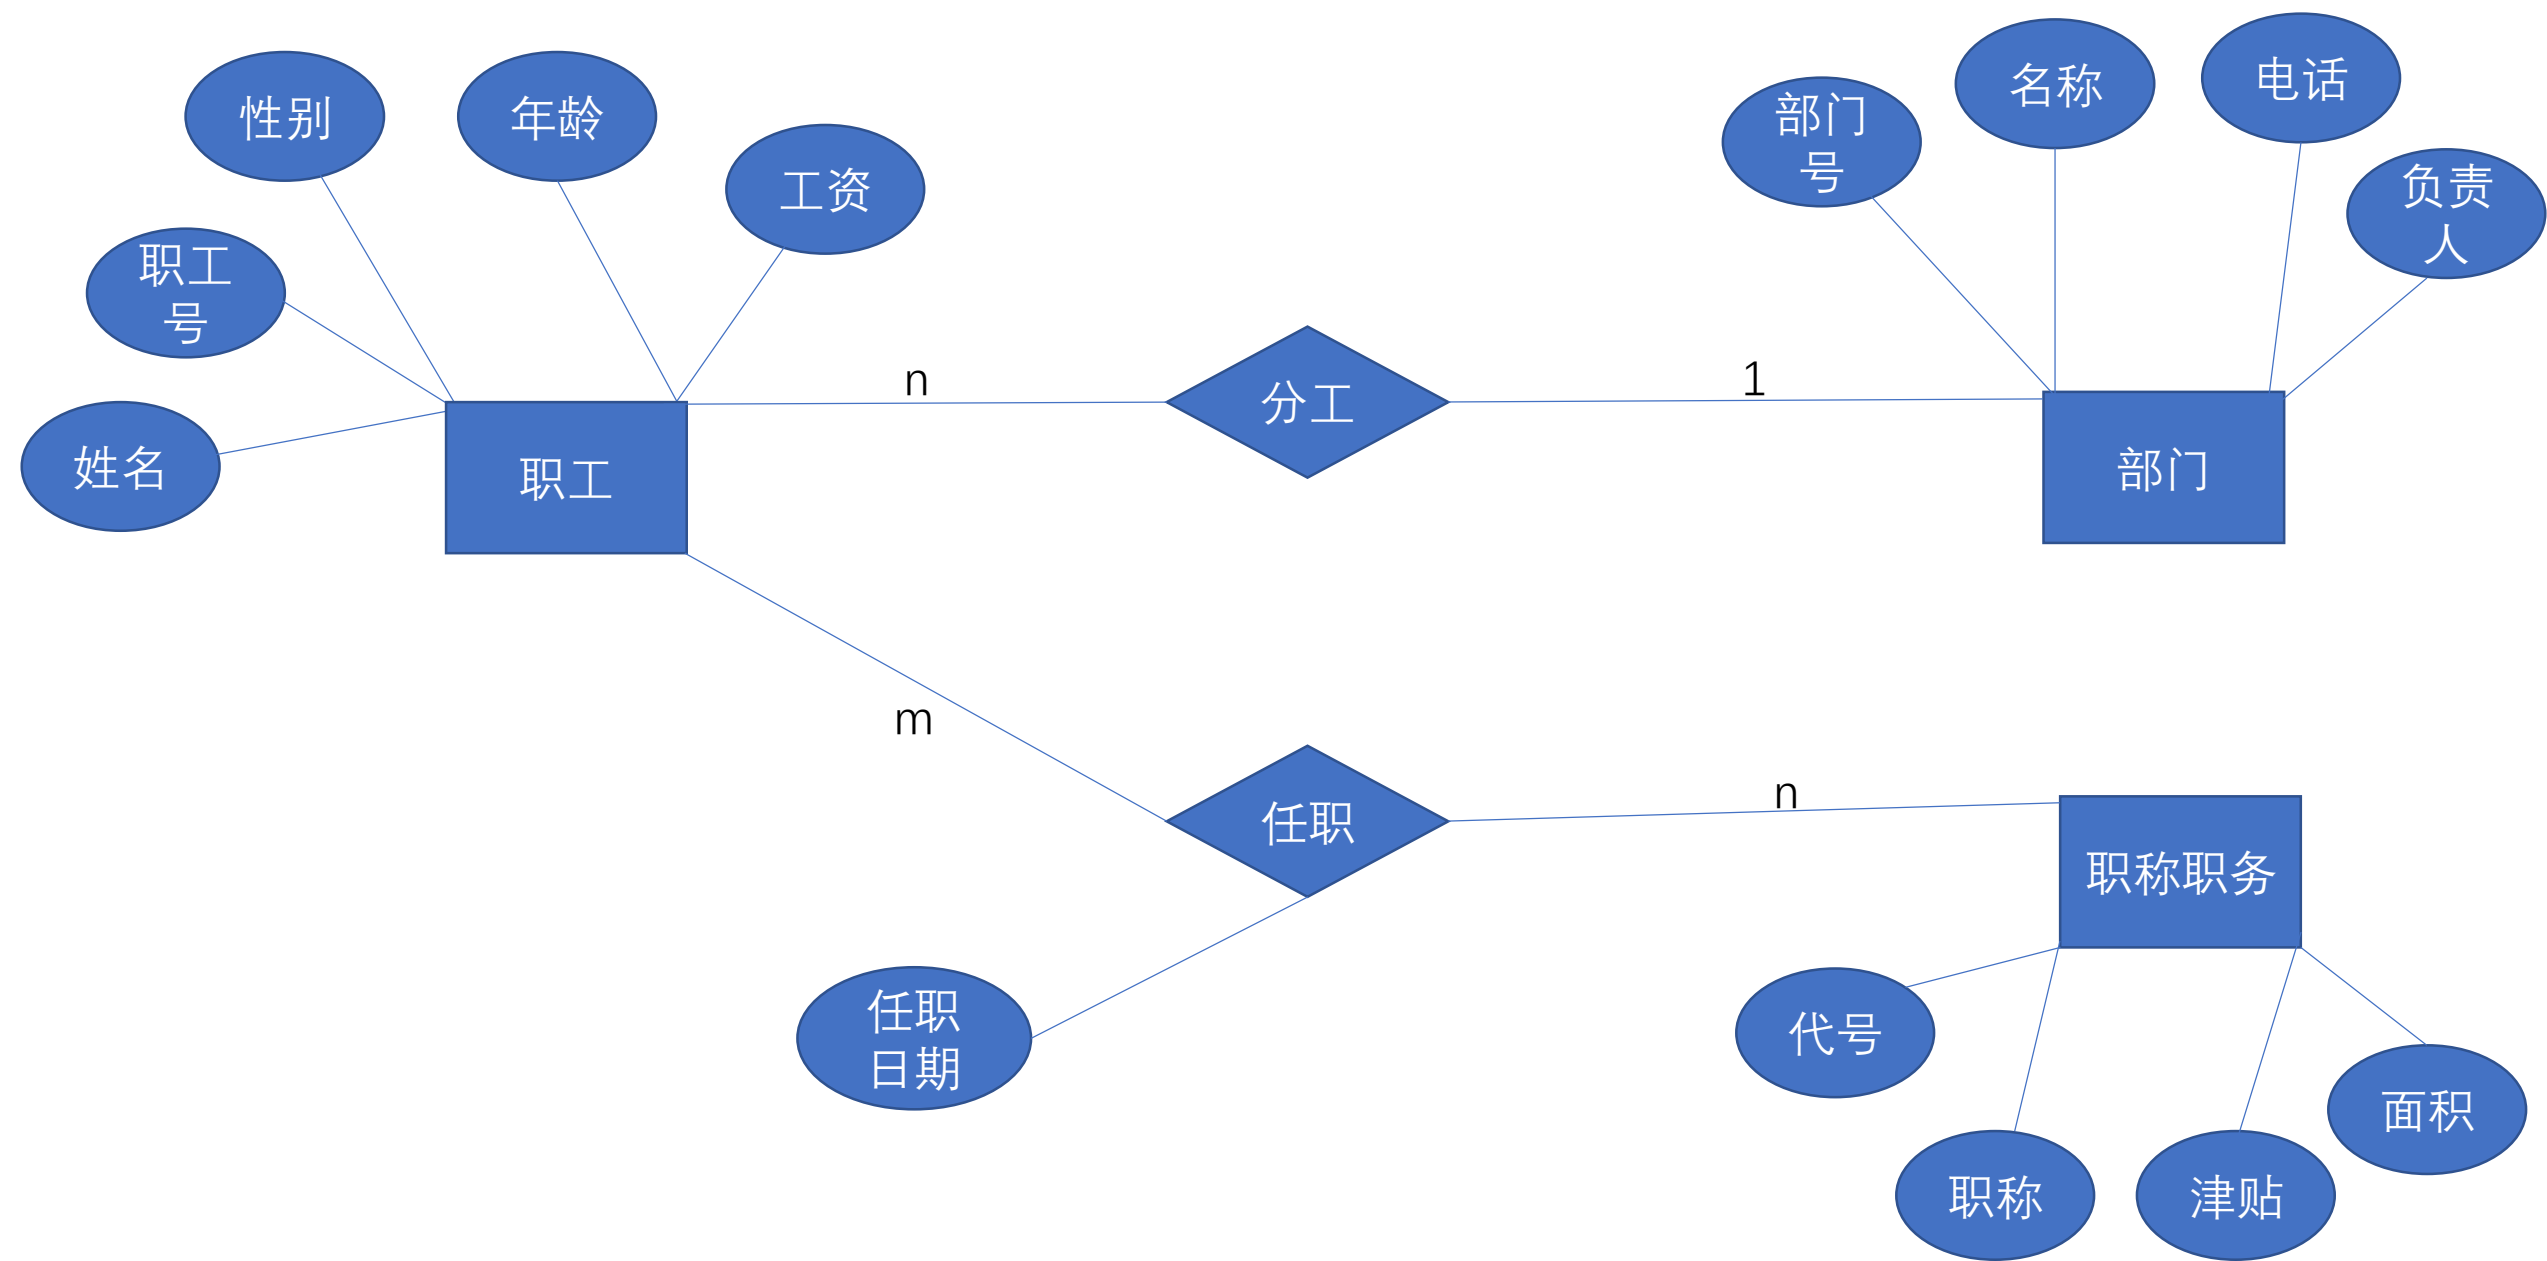 性别
年龄
工资
职工
号
姓名
职工
n
分工
1
部门
号
名称
电话
负责
人
部门
m
任职
n
职称职务
任职
日期
代号
职称
津贴
面积